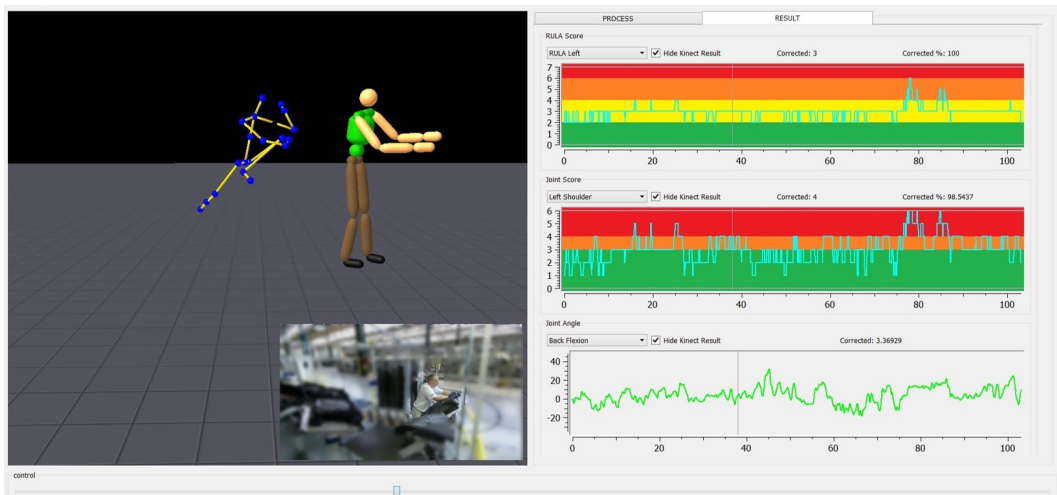 PROCESS RESULT
RULA Score
RULA Left Hide Kinect Result Corrected: 3 Corrected %: 100
7
6
5
4
3
2
1
0
0 20 40 60 80 100
Joint Score
Left Shoulder Hide Kinect Result Corrected: 4 Corrected %: 98.5437
6
5
4
3
2
1
0
0 20 40 60 80 100
Joint Angle
Back Flexion Hide Kinect Result Corrected: 3.36929
40
20
0
-20
0 20 40 60 80 100
control